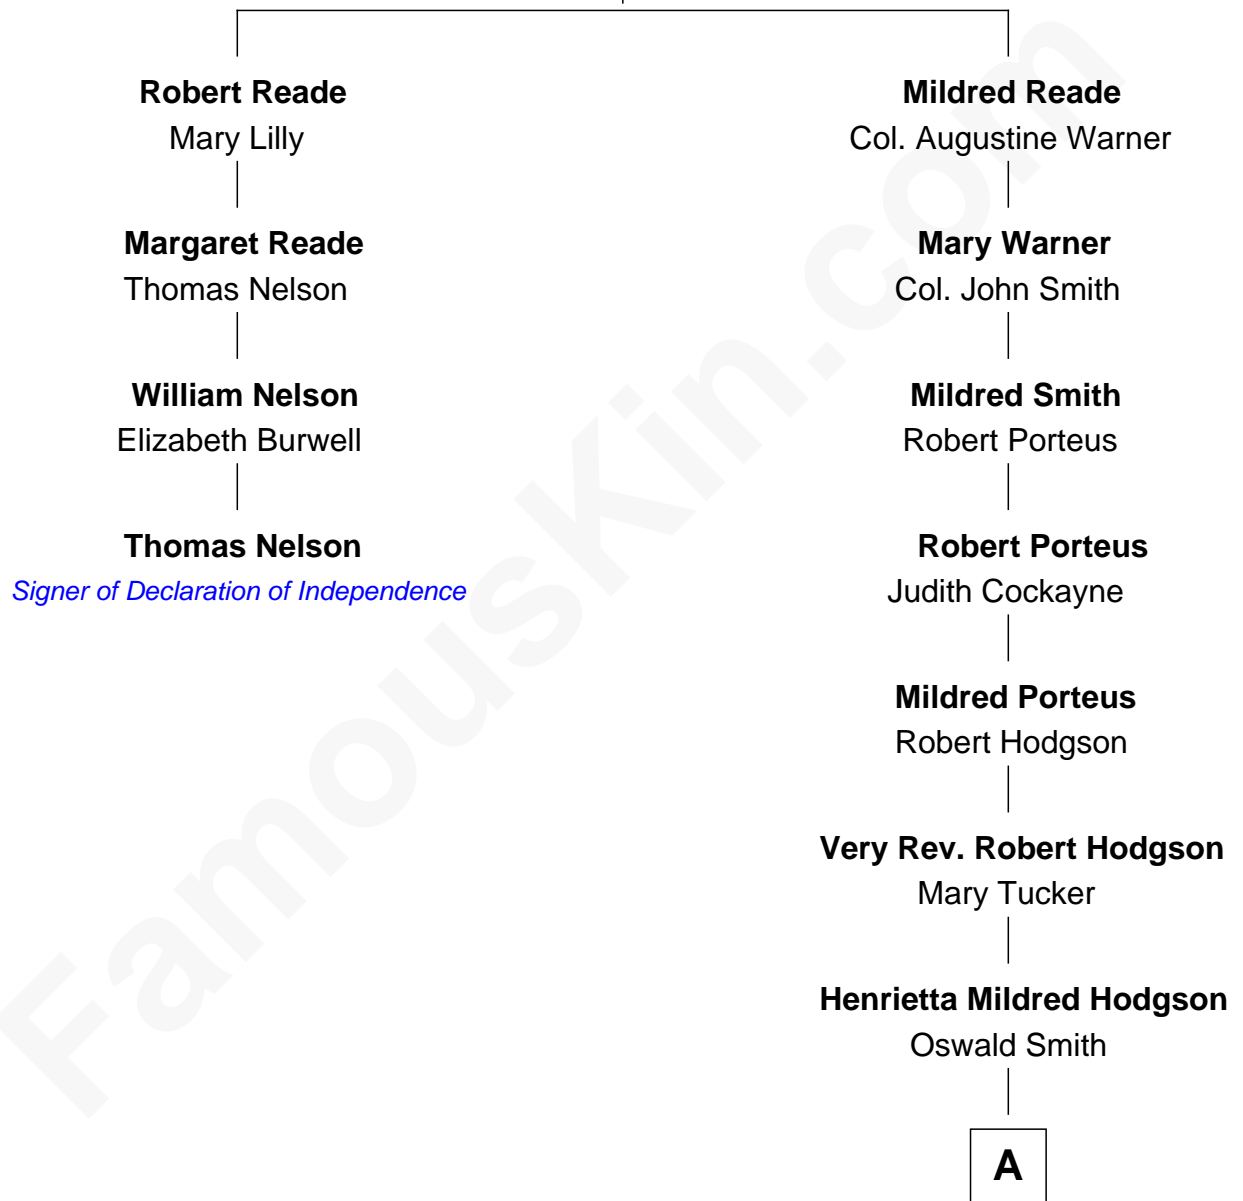 Robert Reade
Mary Lilly
Margaret Reade
Thomas Nelson
William Nelson
Elizabeth Burwell
Thomas Nelson
Signer of Declaration of Independence
Mildred Reade
Col. Augustine Warner
Mary Warner
Col. John Smith
Mildred Smith
Robert Porteus
Robert Porteus
Judith Cockayne
Mildred Porteus
Robert Hodgson
Very Rev. Robert Hodgson
Mary Tucker
Henrietta Mildred Hodgson
Oswald Smith
A
FamousKin.com